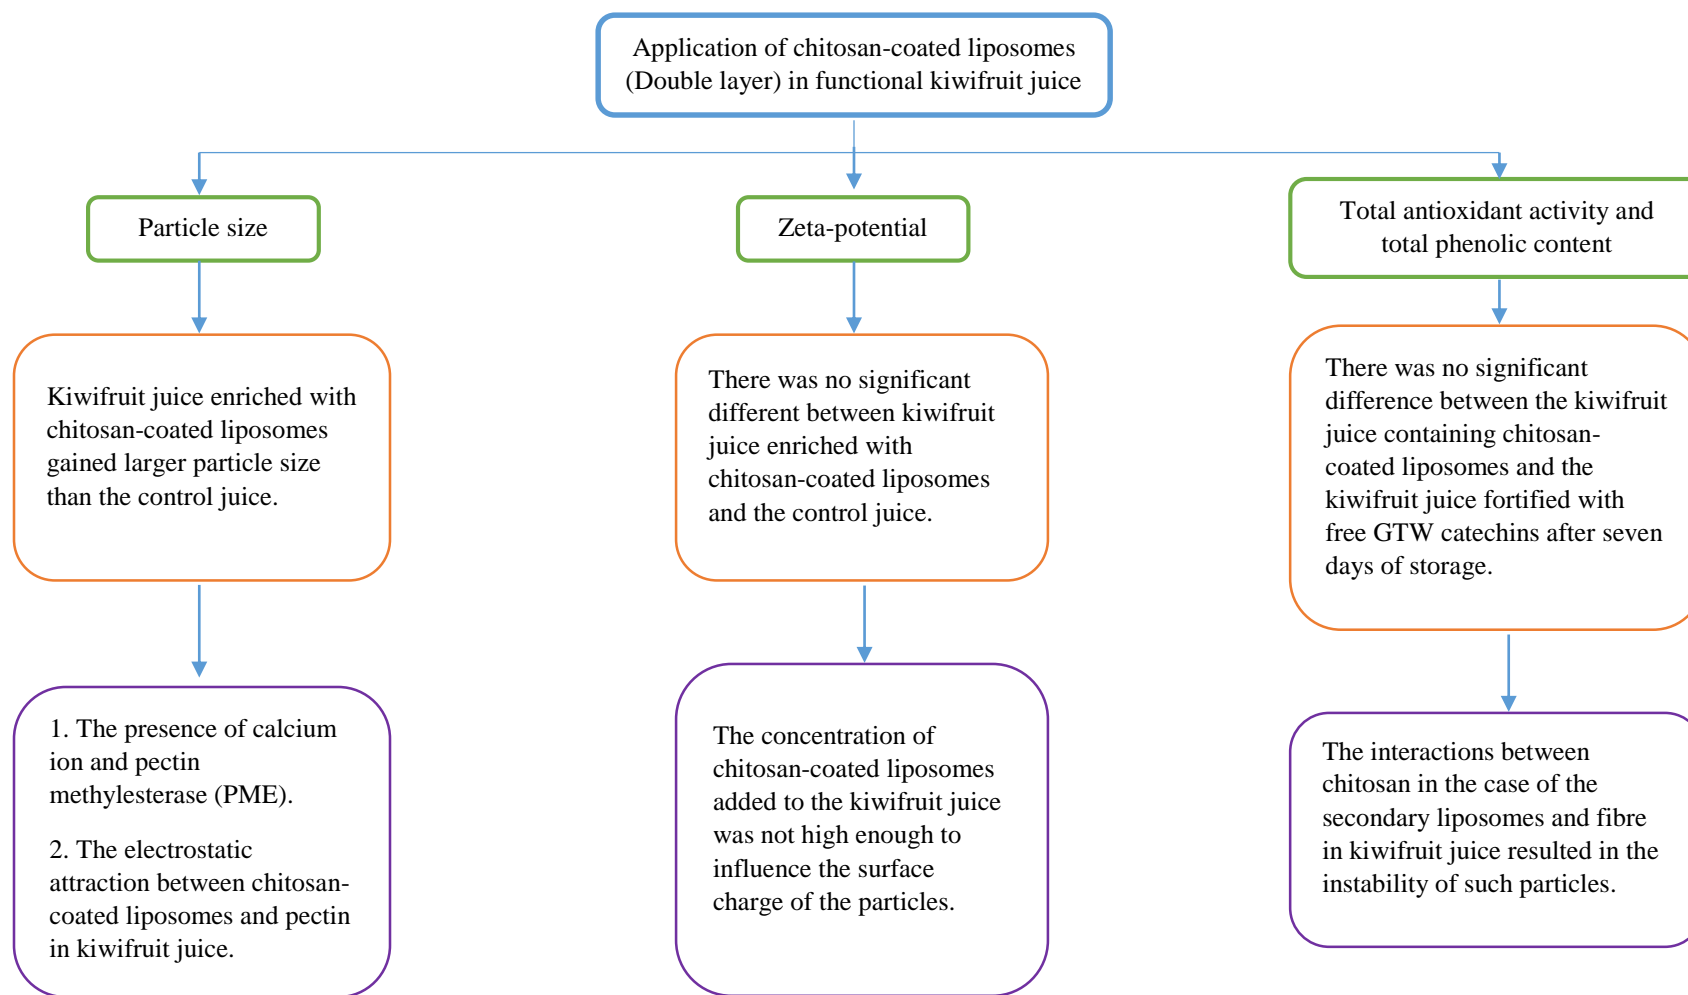 Application of chitosan-coated liposomes
(Double layer) in functional kiwifruit juice
Particle size
Zeta-potential
Total antioxidant activity and
total phenolic content
Kiwifruit juice enriched with
chitosan-coated liposomes
gained larger particle size
than the control juice.
There was no significant
different between kiwifruit
juice enriched with
chitosan-coated liposomes
and the control juice.
There was no significant
difference between the kiwifruit
juice containing chitosan-
coated liposomes and the
kiwifruit juice fortified with
free GTW catechins after seven
days of storage.
1. The presence of calcium
ion and pectin
methylesterase (PME).
2. The electrostatic
attraction between chitosan-
coated liposomes and pectin
in kiwifruit juice.
The concentration of
chitosan-coated liposomes
added to the kiwifruit juice
was not high enough to
influence the surface
charge of the particles.
The interactions between
chitosan in the case of the
secondary liposomes and fibre
in kiwifruit juice resulted in the
instability of such particles.